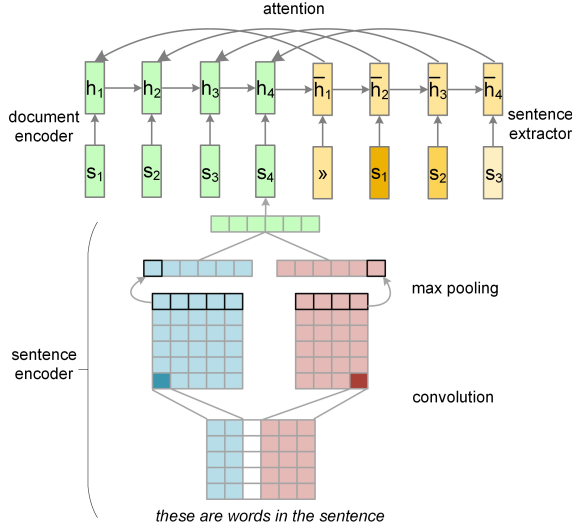 attention
h1 h2 h3 h4 h̅1 h̅2 h̅3 h̅4
document
encoder
sentence
extractor
s1 s2 s3 s4 » s1 s2 s3
max pooling
sentence
encoder
convolution
these are words in the sentence